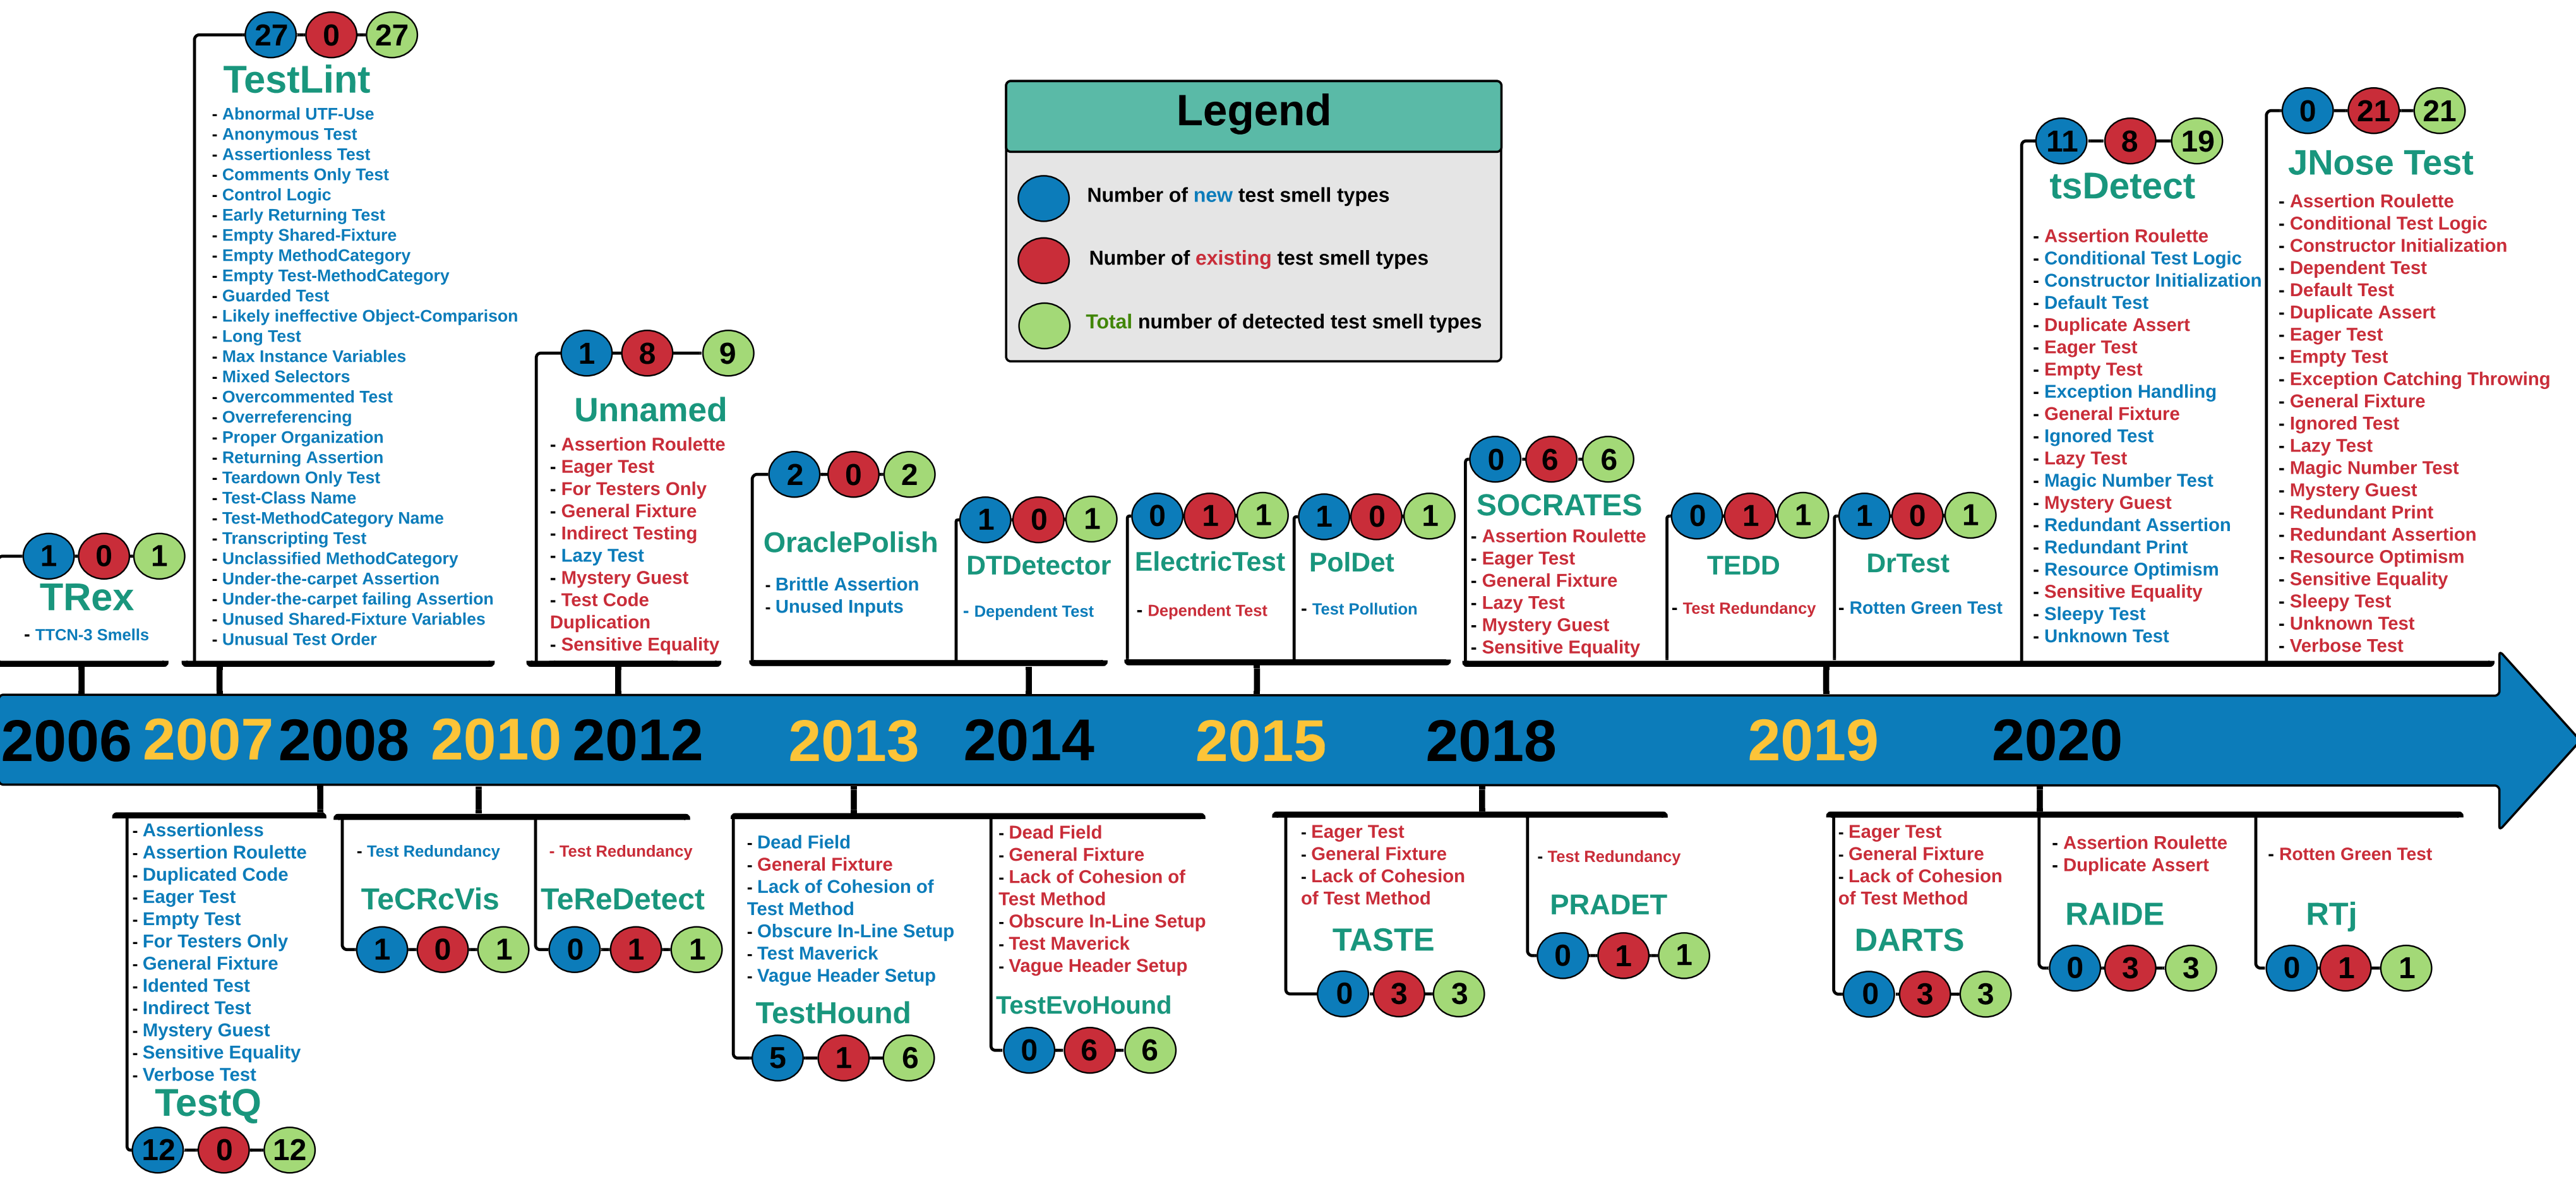 27 0 27
TestLint
- Abnormal UTF-Use
- Anonymous Test
- Assertionless Test
- Comments Only Test
- Control Logic
- Early Returning Test
- Empty Shared-Fixture
- Empty MethodCategory
- Empty Test-MethodCategory
- Guarded Test
- Likely ineffective Object-Comparison
- Long Test
- Max Instance Variables
- Mixed Selectors
- Overcommented Test
- Overreferencing
- Proper Organization
- Returning Assertion
- Teardown Only Test
- Test-Class Name
- Test-MethodCategory Name
- Transcripting Test
- Unclassified MethodCategory
- Under-the-carpet Assertion
- Under-the-carpet failing Assertion
- Unused Shared-Fixture Variables
- Unusual Test Order
1 0 1
TRex
- TTCN-3 Smells
1 8 9
Unnamed
- Assertion Roulette
- Eager Test
- For Testers Only
- General Fixture
- Indirect Testing
- Lazy Test
- Mystery Guest
- Test Code
Duplication
- Sensitive Equality
2 0 2
OraclePolish
- Brittle Assertion
- Unused Inputs
1 0 1
DTDetector
- Dependent Test
Legend
Number of new test smell types
Number of existing test smell types
Total number of detected test smell types
0 1 1
ElectricTest
- Dependent Test
1 0 1
PolDet
- Test Pollution
0 6 6
SOCRATES
- Assertion Roulette
- Eager Test
- General Fixture
- Lazy Test
- Mystery Guest
- Sensitive Equality
0 1 1
TEDD
- Test Redundancy
1 0 1
DrTest
- Rotten Green Test
11 8 19
tsDetect
- Assertion Roulette
- Conditional Test Logic
- Constructor Initialization
- Default Test
- Duplicate Assert
- Eager Test
- Empty Test
- Exception Handling
- General Fixture
- Ignored Test
- Lazy Test
- Magic Number Test
- Mystery Guest
- Redundant Assertion
- Redundant Print
- Resource Optimism
- Sensitive Equality
- Sleepy Test
- Unknown Test
0 21 21
JNose Test
- Assertion Roulette
- Conditional Test Logic
- Constructor Initialization
- Dependent Test
- Default Test
- Duplicate Assert
- Eager Test
- Empty Test
- Exception Catching Throwing
- General Fixture
- Ignored Test
- Lazy Test
- Magic Number Test
- Mystery Guest
- Redundant Print
- Redundant Assertion
- Resource Optimism
- Sensitive Equality
- Sleepy Test
- Unknown Test
- Verbose Test
2006 2007 2008 2010 2012 2013 2014 2015 2018 2019 2020
- Assertionless
- Assertion Roulette
- Duplicated Code
- Eager Test
- Empty Test
- For Testers Only
- General Fixture
- Idented Test
- Indirect Test
- Mystery Guest
- Sensitive Equality
- Verbose Test
TestQ
12 0 12
- Test Redundancy
TeCRcVis
1 0 1
- Test Redundancy
TeReDetect
0 1 1
- Dead Field
- General Fixture
- Lack of Cohesion of
Test Method
- Obscure In-Line Setup
- Test Maverick
- Vague Header Setup
TestHound
5 1 6
- Dead Field
- General Fixture
- Lack of Cohesion of
Test Method
- Obscure In-Line Setup
- Test Maverick
- Vague Header Setup
TestEvoHound
0 6 6
- Eager Test
- General Fixture
- Lack of Cohesion
of Test Method
TASTE
0 3 3
- Test Redundancy
PRADET
0 1 1
- Eager Test
- General Fixture
- Lack of Cohesion
of Test Method
DARTS
0 3 3
- Assertion Roulette
- Duplicate Assert
RAIDE
0 3 3
- Rotten Green Test
RTj
0 1 1